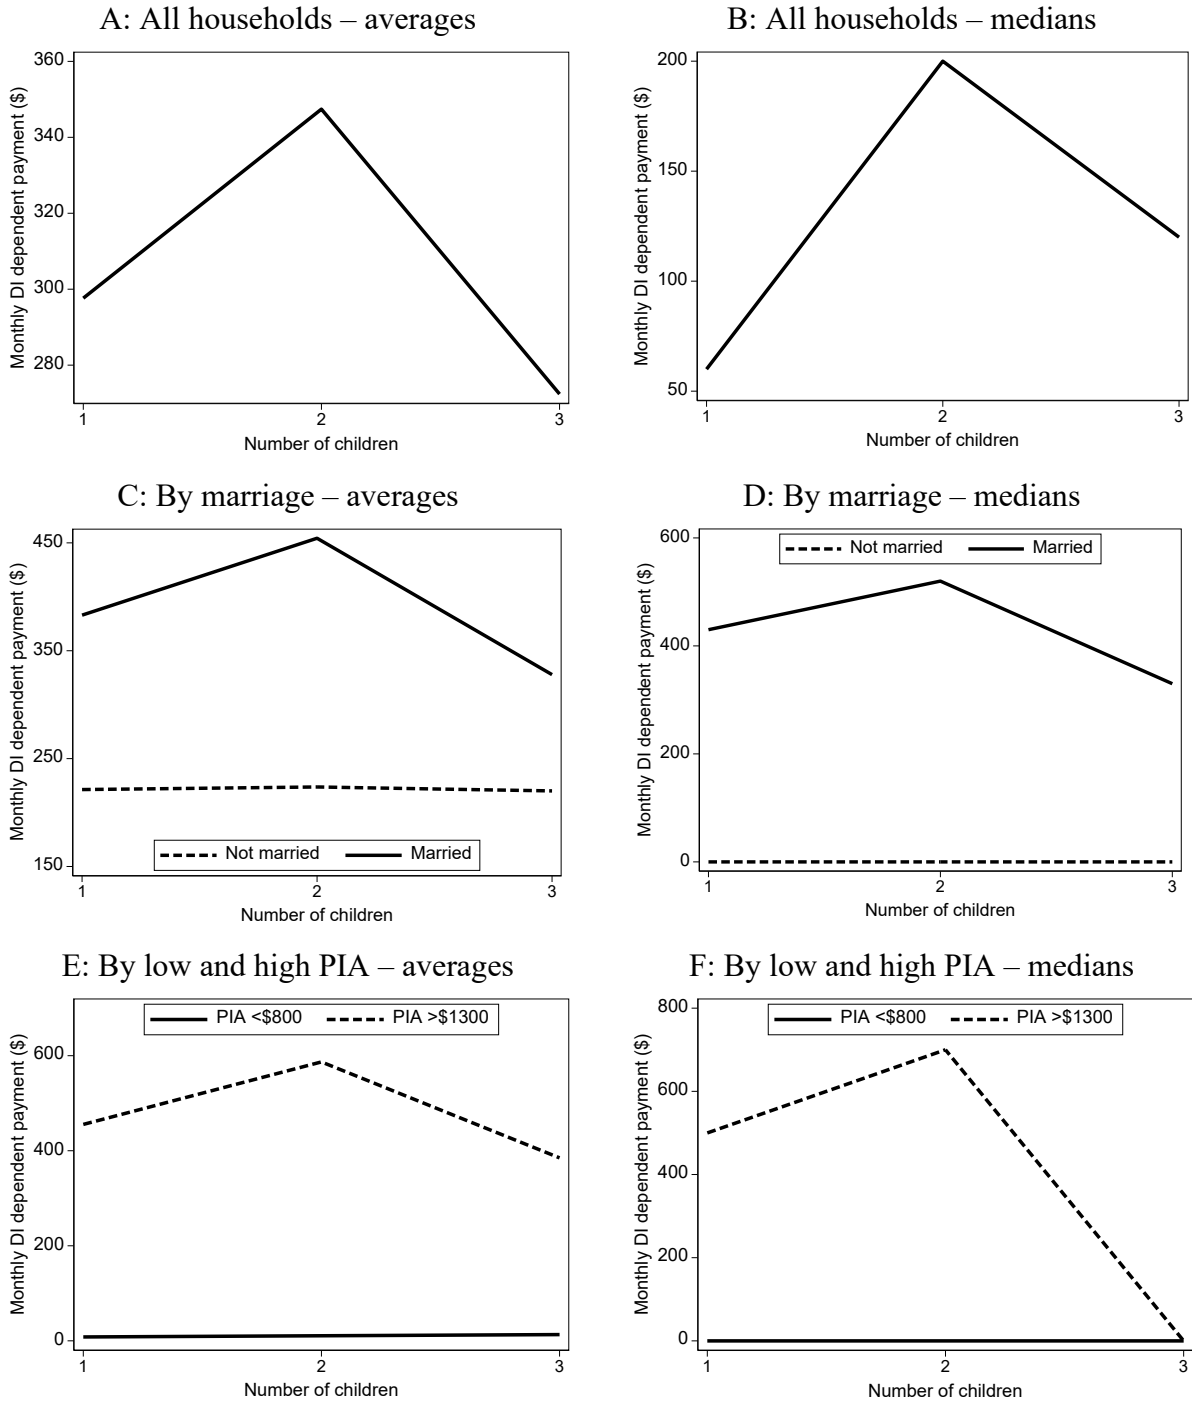 A: All households – averages
Monthly DI dependent payment ($)
360
340
320
300
280
1 2 3
Number of children
B: All households – medians
Monthly DI dependent payment ($)
200
150
100
50
1 2 3
Number of children
C: By marriage – averages
Monthly DI dependent payment ($)
450
350
250
150
Not married Married
1 2 3
Number of children
D: By marriage – medians
Monthly DI dependent payment ($)
Not married Married
600
400
200
0
1 2 3
Number of children
E: By low and high PIA – averages
Monthly DI dependent payment ($)
PIA <$800 PIA >$1300
600
400
200
0
1 2 3
Number of children
F: By low and high PIA – medians
Monthly DI dependent payment ($)
PIA <$800 PIA >$1300
800
600
400
200
0
1 2 3
Number of children